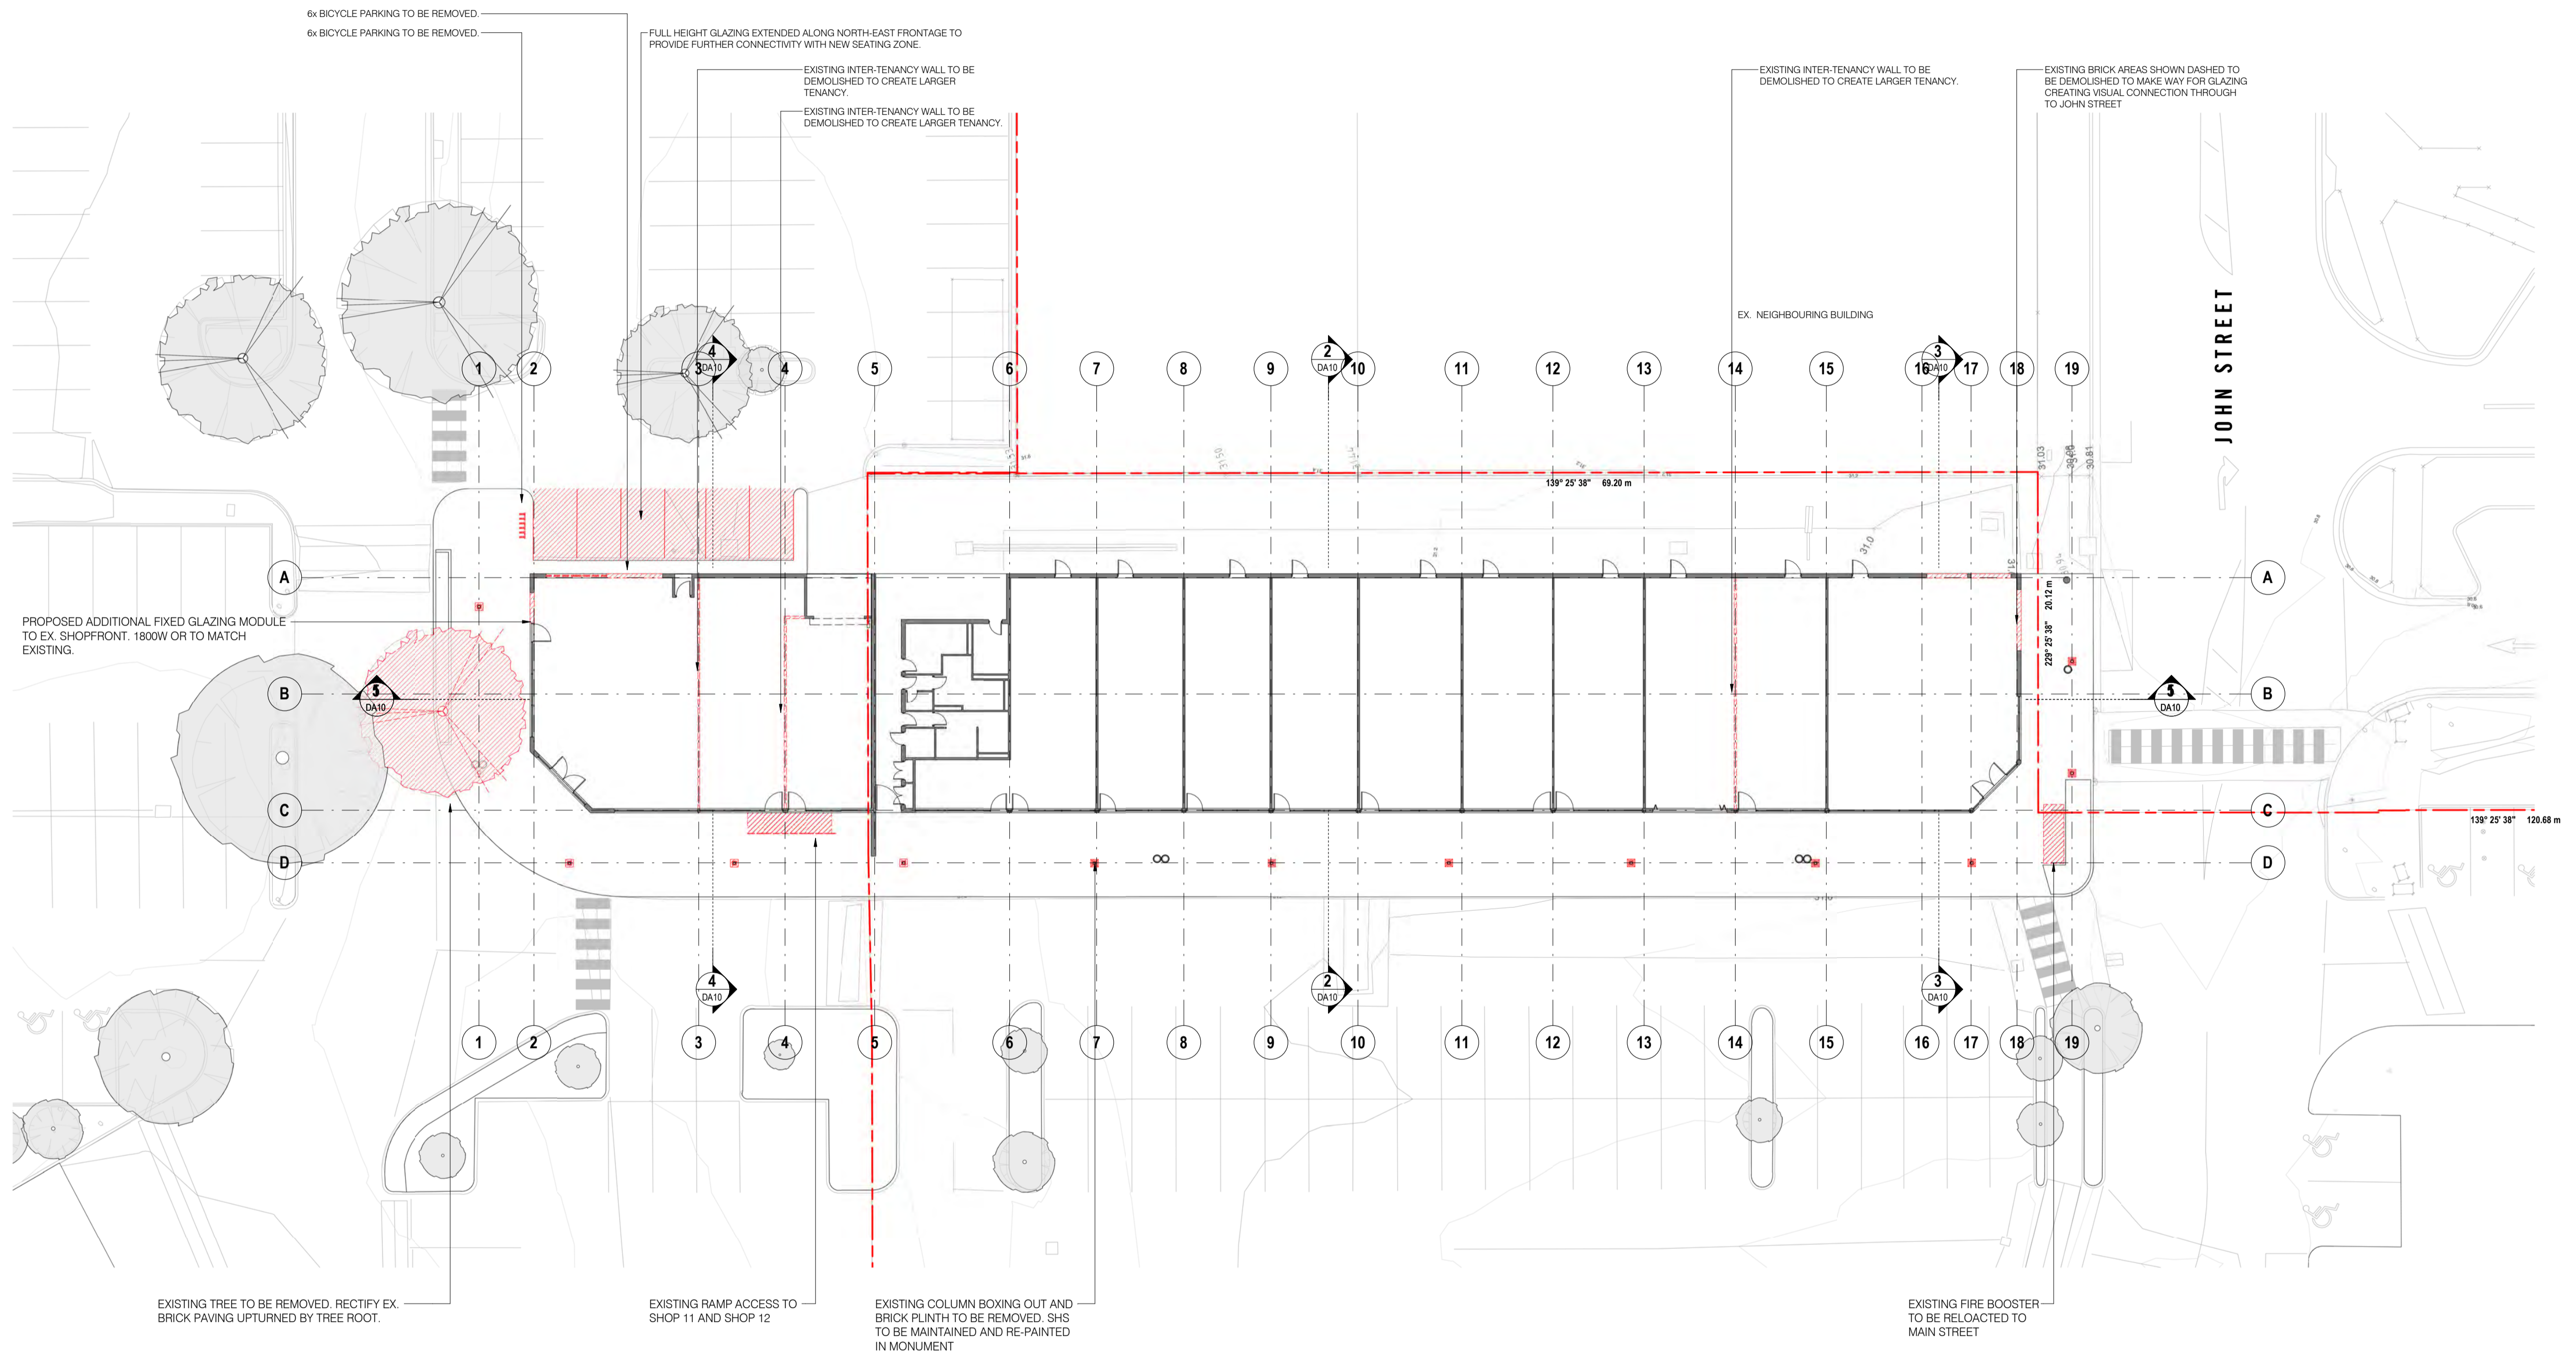 6x BICYCLE PARKING TO BE REMOVED.
6x BICYCLE PARKING TO BE REMOVED.
FULL HEIGHT GLAZING EXTENDED ALONG NORTH-EAST FRONTAGE TO
PROVIDE FURTHER CONNECTIVITY WITH NEW SEATING ZONE.
EXISTING INTER-TENANCY WALL TO BE
DEMOLISHED TO CREATE LARGER
TENANCY.
EXISTING INTER-TENANCY WALL TO BE
DEMOLISHED TO CREATE LARGER TENANCY.
EXISTING INTER-TENANCY WALL TO BE
DEMOLISHED TO CREATE LARGER TENANCY.
EXISTING BRICK AREAS SHOWN DASHED TO
BE DEMOLISHED TO MAKE WAY FOR GLAZING
CREATING VISUAL CONNECTION THROUGH
TO JOHN STREET
EX. NEIGHBOURING BUILDING
JOHN STREET
1 2 3 4 5 6 7 8 9 10 11 12 13 14 15 16 17 18 19
4
DA10
2
DA10
3
DA10
31.03
30.81
139° 25' 38" 69.20 m
31.0
A
A
229° 25' 38" 20.12 m
PROPOSED ADDITIONAL FIXED GLAZING MODULE
TO EX. SHOPFRONT. 1800W OR TO MATCH
EXISTING.
B
5
DA10
5
DA10
B
C
C
139° 25' 38" 120.68 m
D
D
4
DA10
2
DA10
3
DA10
1 2 3 4 5 6 7 8 9 10 11 12 13 14 15 16 17 18 19
EXISTING TREE TO BE REMOVED. RECTIFY EX.
BRICK PAVING UPTURNED BY TREE ROOT.
EXISTING RAMP ACCESS TO
SHOP 11 AND SHOP 12
EXISTING COLUMN BOXING OUT AND
BRICK PLINTH TO BE REMOVED. SHS
TO BE MAINTAINED AND RE-PAINTED
IN MONUMENT
EXISTING FIRE BOOSTER
TO BE RELOACTED TO
MAIN STREET